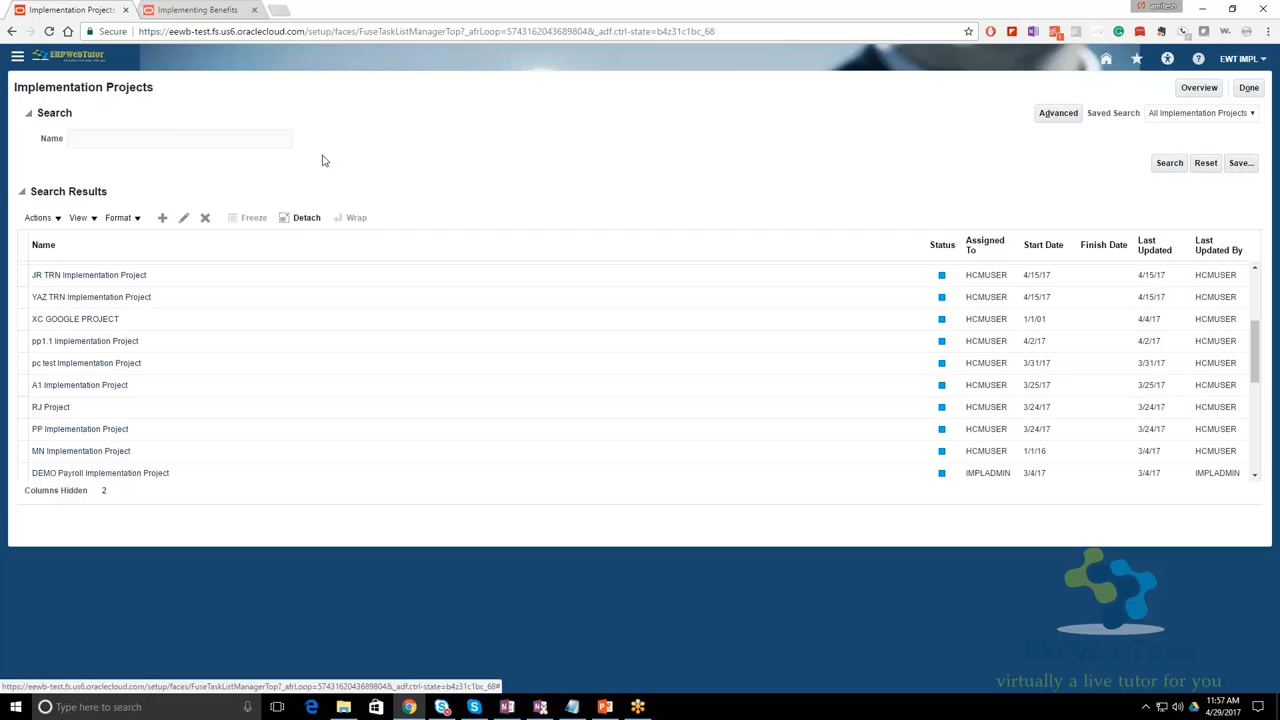 Implementation Projects
Implementing Benefits
amitesh
Secure
https://eewb-test.fs.us6.oraclecloud.com/setup/faces/FuseTaskListManagerTop?_afrLoop=5743162043689804&_adf.ctrl-state=b4z31c1bc_68
ERPWebTutor
EWT IMPL
Implementation Projects
Overview
Done
Search
Advanced
Saved Search
All Implementation Projects
Name
Search
Reset
Save...
Search Results
Actions
View
Format
Freeze
Detach
Wrap
Name
Status
Assigned To
Start Date
Finish Date
Last Updated
Last Updated By
JR TRN Implementation Project HCMUSER 4/15/17 4/15/17 HCMUSER
YAZ TRN Implementation Project HCMUSER 4/15/17 4/15/17 HCMUSER
XC GOOGLE PROJECT HCMUSER 1/1/01 4/4/17 HCMUSER
pp1.1 Implementation Project HCMUSER 4/2/17 4/2/17 HCMUSER
pc test Implementation Project HCMUSER 3/31/17 3/31/17 HCMUSER
A1 Implementation Project HCMUSER 3/25/17 3/25/17 HCMUSER
RJ Project HCMUSER 3/24/17 3/24/17 HCMUSER
PP Implementation Project HCMUSER 3/24/17 3/24/17 HCMUSER
MN Implementation Project HCMUSER 1/1/16 3/4/17 HCMUSER
DEMO Payroll Implementation Project IMPLADMIN 3/4/17 3/4/17 IMPLADMIN
Columns Hidden 2
ERPWebTutor
virtually a live tutor for you
https://eewb-test.fs.us6.oraclecloud.com/setup/faces/FuseTaskListManagerTop?_afrLoop=5743162043689804&_adf.ctrl-state=b4z31c1bc_68#
Type here to search
11:57 AM
4/29/2017